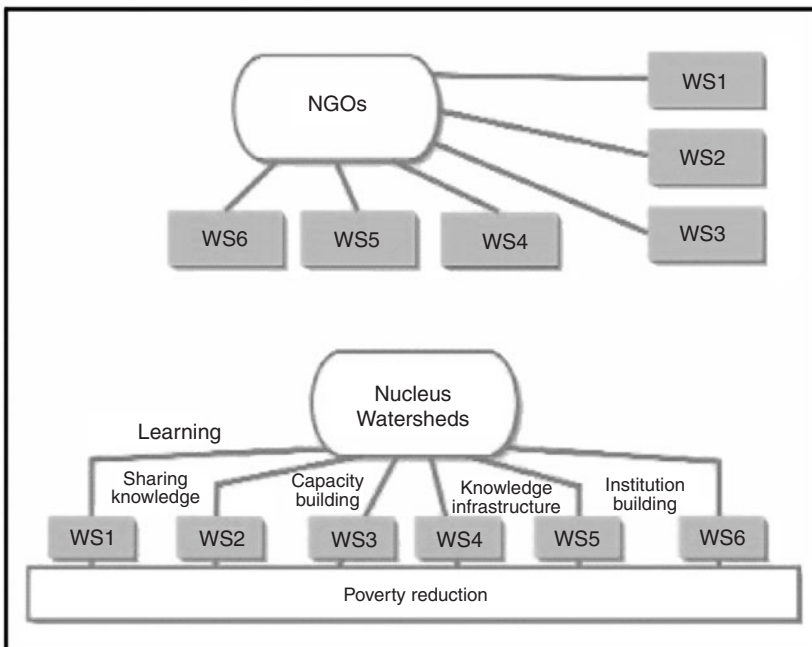 NGOs
WS1
WS2
WS3
WS6
WS5
WS4
Nucleus
Watersheds
Learning
Sharing
knowledge
Capacity
building
Knowledge
infrastructure
Institution
building
WS1
WS2
WS3
WS4
WS5
WS6
Poverty reduction